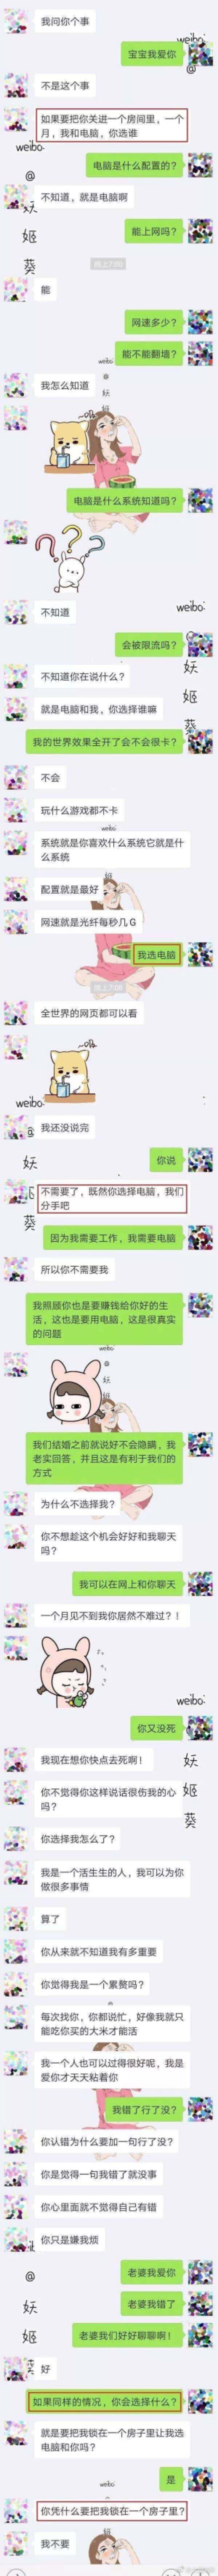 我问你个事
weibo:
宝宝我爱你
@
不是这个事
如果要把你关进一个房间里，一个
月，我和电脑，你选谁
weibo:
电脑是什么配置的？
@
不知道，就是电脑啊
妖
能上网吗？
姬
晚上7:00
葵
能
网速多少？
能不能翻墙？
weibo:
@
我怎么知道
妖
电脑是什么系统知道吗？
不知道
weibo:
会被限流吗？
妖
不知道你在说什么？
姬
就是电脑和我，你选择谁嘛
葵
我的世界效果全开了会不会很卡？
不会
玩什么游戏都不卡
weibo:
系统就是你喜欢什么系统它就是什
么系统
配置就是最好
网速就是光纤每秒几G
我选电脑
全世界的网页都可以看
weibo:
我还没说完
@
你说
妖
姬
不需要了，既然你选择电脑，我们
分手吧
葵
因为我需要工作，我需要电脑
所以你不需要我
我照顾你也是要赚钱给你好的生
活，这也是要用电脑，这是很真实
的问题
weibo:
@
妖
我们结婚之前就说好不会隐瞒，我
老实回答，并且这是有利于我们的
方式
为什么不选择我？
你不想趁这个机会好好和我聊天
吗？
我可以在网上和你聊天
一个月见不到我你居然不难过？！
weibo:
你又没死
我现在想你快点去死啊！
妖
你不觉得你这样说话很伤我的心
吗？
姬
葵
你选择我怎么了？
我是一个活生生的人，我可以为你
做很多事情
算了
你从来就不知道我有多重要
你觉得我是一个累赘吗？
每次找你，你都说忙，好像我就只
能吃你买的大米才能活
我一个人也可以过得很好呢，我是
爱你才天天粘着你
我错了行了没？
你认错为什么要加一句行了没？
你是觉得一句我错了就没事
你心里面就不觉得自己有错
你只是嫌我烦
@
老婆我爱你
妖
老婆我错了
姬
老婆我们好好聊聊啊！
葵
好
如果同样的情况，你会选择什么？
就是要把我锁在一个房子里让我选
电脑和你吗？
是
weibo:
你凭什么要把我锁在一个房子里？
我不要